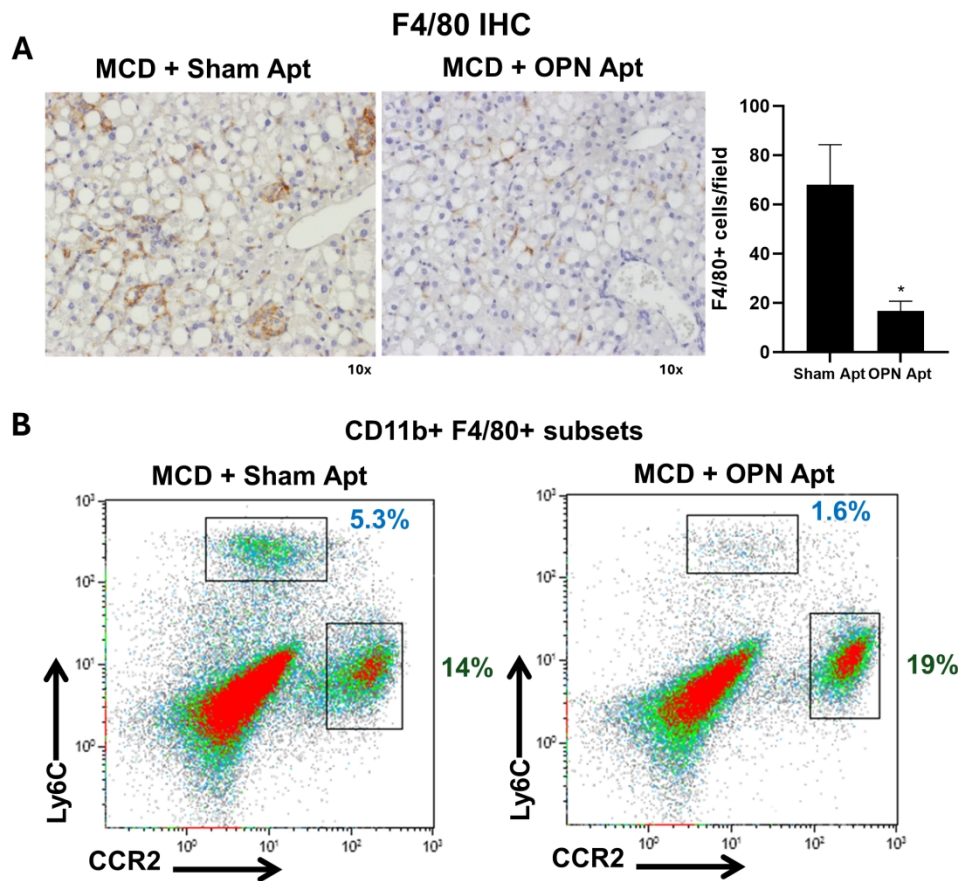 F4/80 IHC
A
MCD + Sham Apt
MCD + OPN Apt
10x
10x
F4/80+ cells/field
100
80
60
40
20
0
*
Sham Apt
OPN Apt
B
CD11b+ F4/80+ subsets
MCD + Sham Apt
5.3%
14%
10³
10²
10¹
10⁰
Ly6C
10⁰ 10¹ 10² 10³
CCR2
MCD + OPN Apt
1.6%
19%
10³
10²
10¹
10⁰
Ly6C
10⁰ 10¹ 10² 10³
CCR2